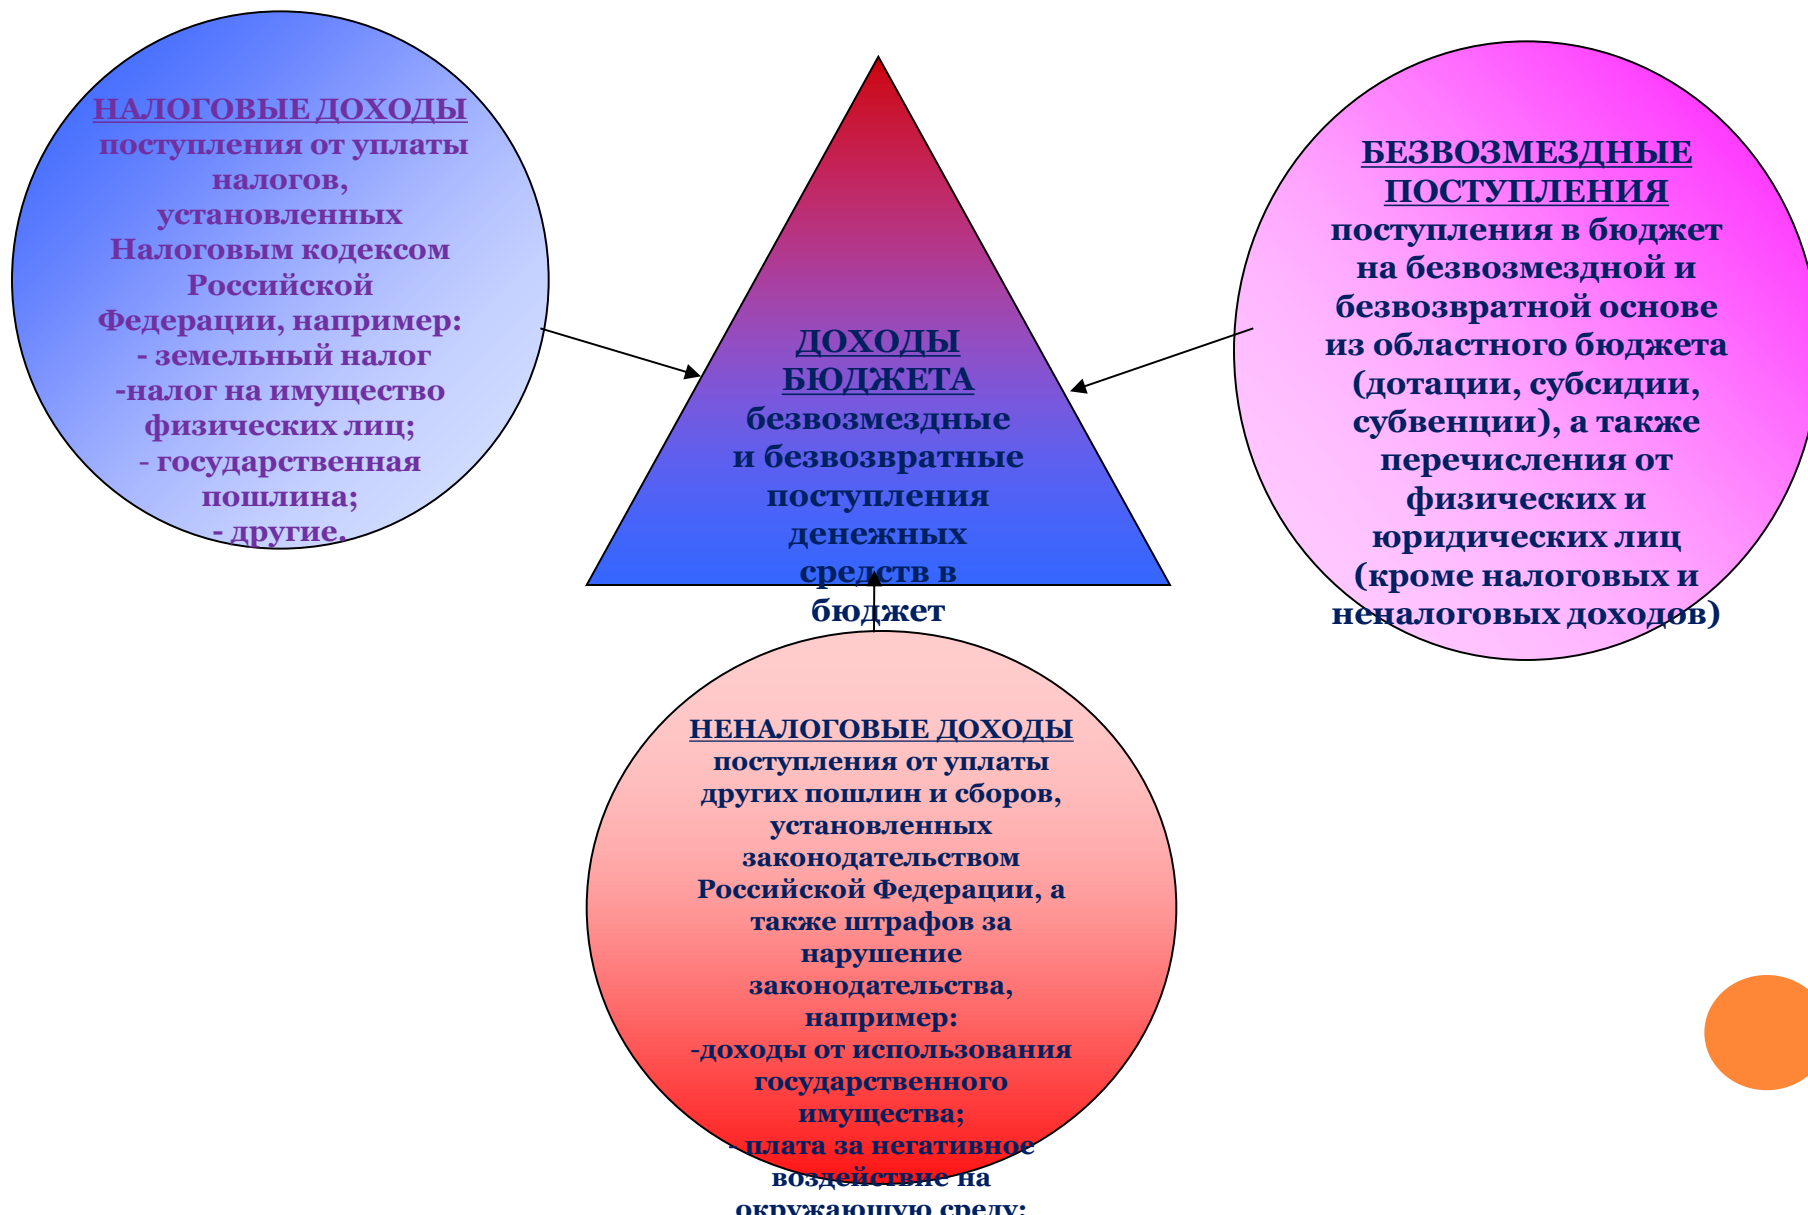 НАЛОГОВЫЕ ДОХОДЫ
поступления от уплаты
налогов,
установленных
Налоговым кодексом
Российской
Федерации, например:
- земельный налог
-налог на имущество
физических лиц;
- государственная
пошлина;
- другие.
ДОХОДЫ
БЮДЖЕТА
безвозмездные
и безвозвратные
поступления
денежных
средств в
бюджет
БЕЗВОЗМЕЗДНЫЕ
ПОСТУПЛЕНИЯ
поступления в бюджет
на безвозмездной и
безвозвратной основе
из областного бюджета
(дотации, субсидии,
субвенции), а также
перечисления от
физических и
юридических лиц
(кроме налоговых и
неналоговых доходов)
НЕНАЛОГОВЫЕ ДОХОДЫ
поступления от уплаты
других пошлин и сборов,
установленных
законодательством
Российской Федерации, а
также штрафов за
нарушение
законодательства,
например:
-доходы от использования
государственного
имущества;
- плата за негативное
воздействие на
окружающую среду;